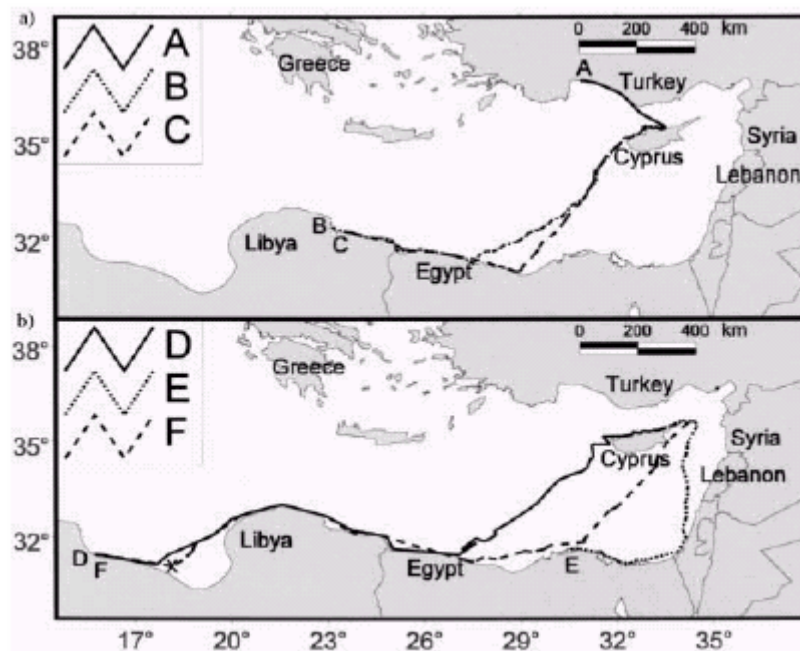 a)
A
B
C
0 200 400 km
38°
35°
32°
Greece
A
Turkey
Cyprus
Syria
Lebanon
B
C
Libya
Egypt
b)
D
E
F
0 200 400 km
38°
35°
32°
Greece
Turkey
Cyprus
Syria
Lebanon
D
F
Libya
Egypt
E
17° 20° 23° 26° 29° 32° 35°